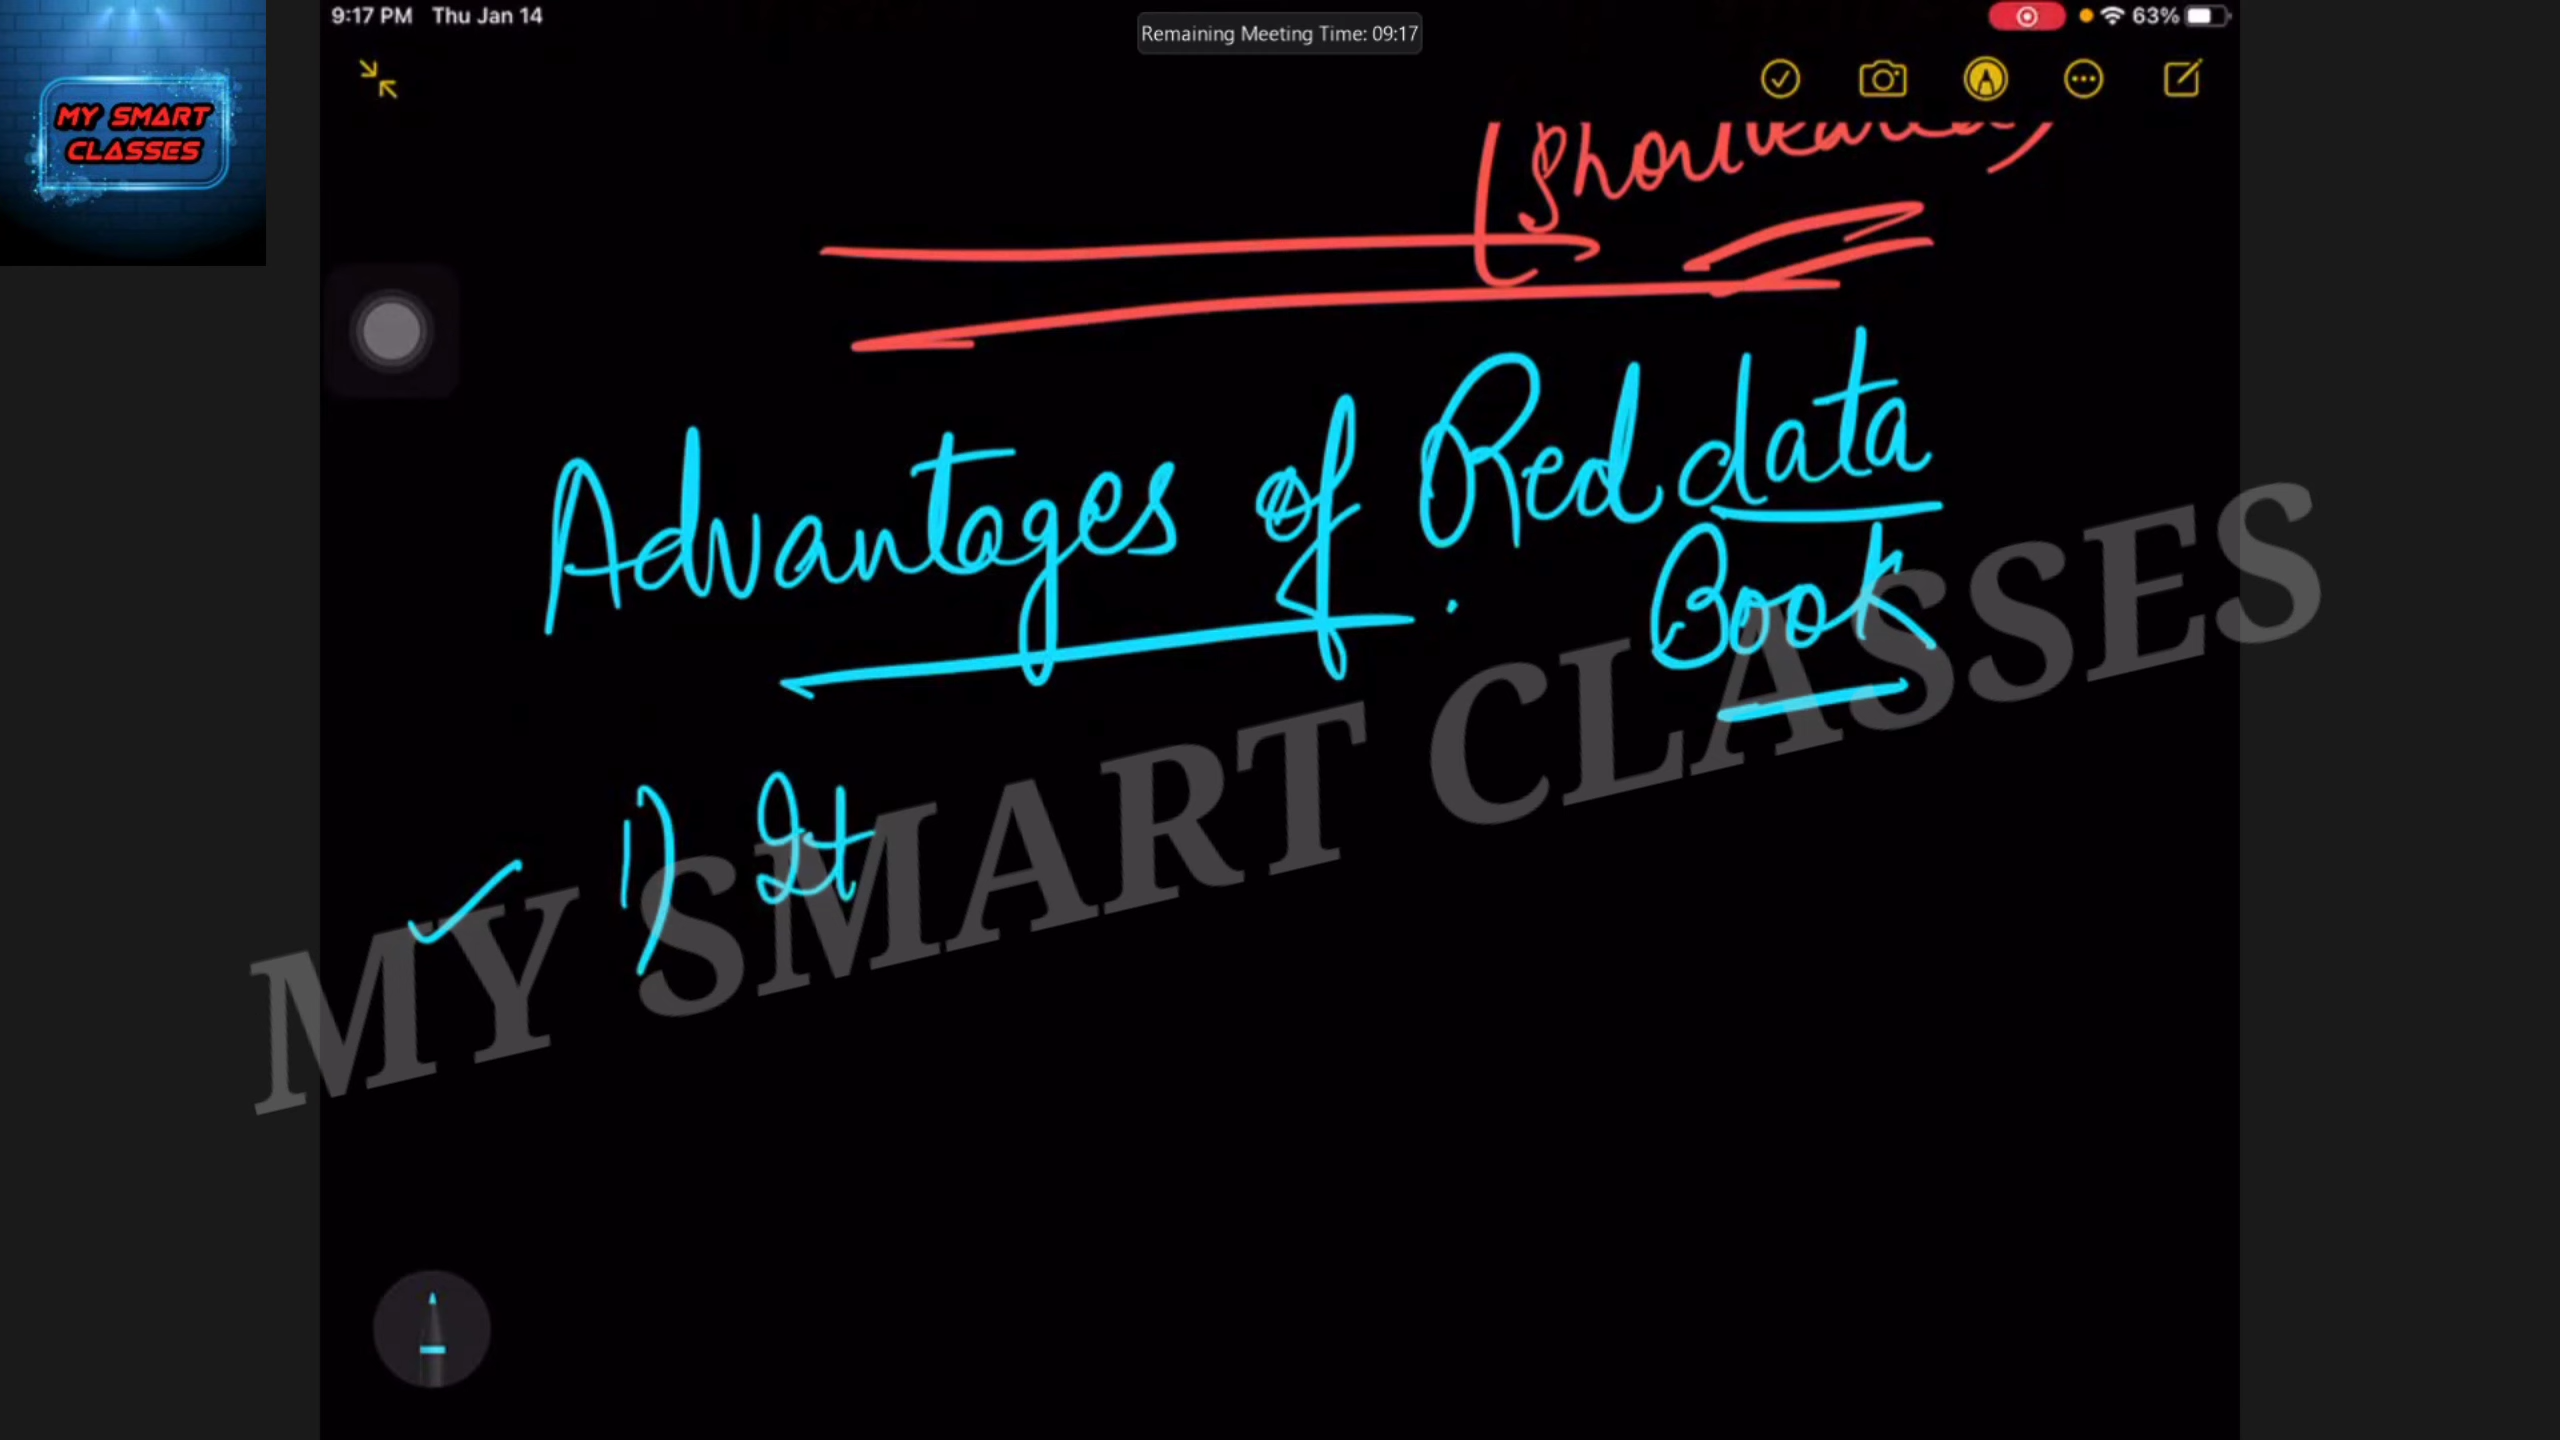 9:17 PM Thu Jan 14
Remaining Meeting Time: 09:17
63%
MY SMART
CLASSES
Advantages of Red data
Book
1) It
MY SMART CLASSES